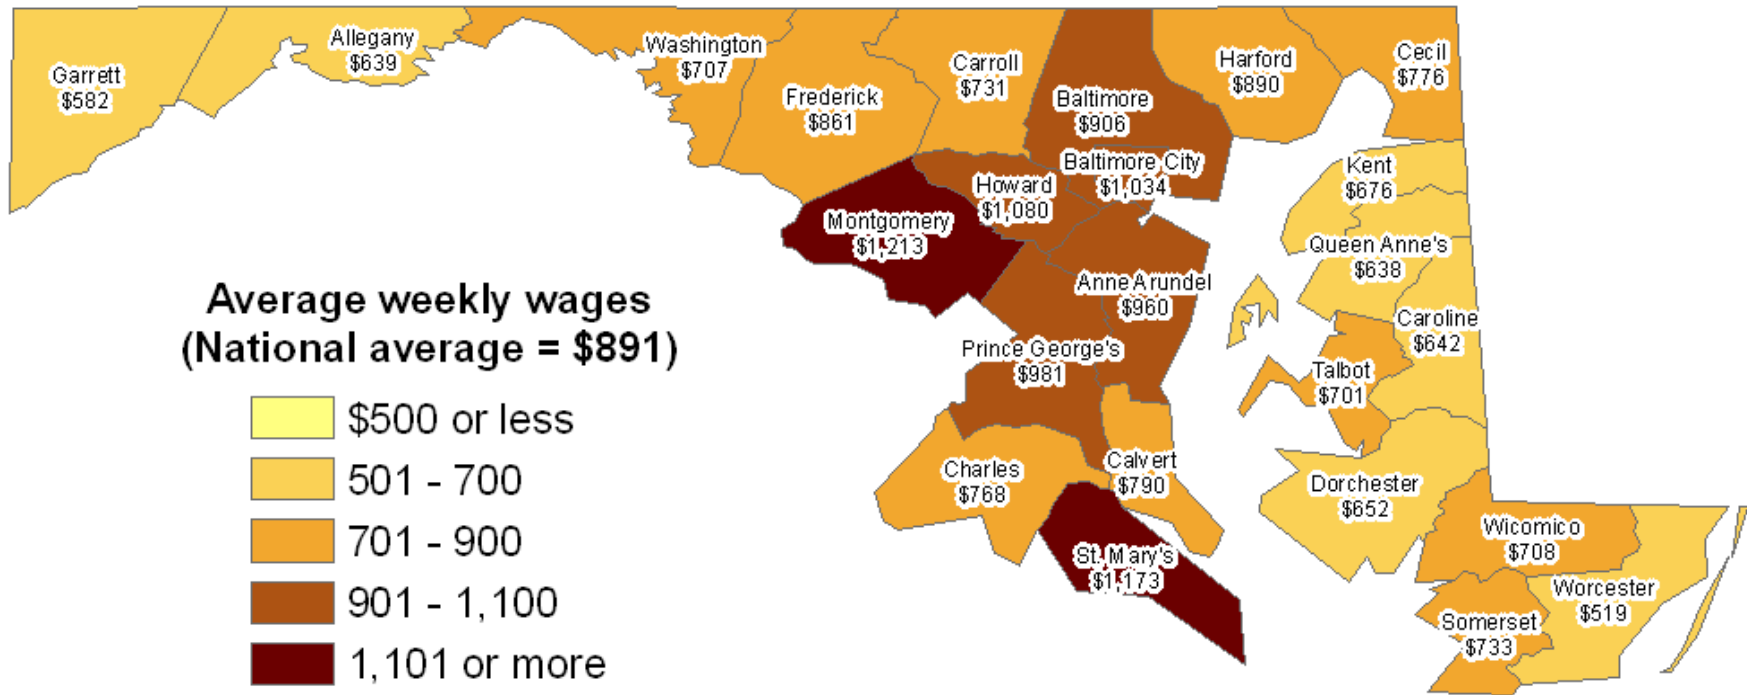 Garrett
$582
Allegany
$639
Washington
$707
Frederick
$861
Carroll
$731
Baltimore
$906
Harford
$890
Cecil
$776
Baltimore City
$1,034
Howard
$1,080
Montgomery
$1,213
Kent
$676
Queen Anne's
$638
Anne Arundel
$960
Caroline
$642
Prince George's
$981
Talbot
$701
Charles
$768
Calvert
$790
Dorchester
$652
St. Mary's
$1,173
Wicomico
$708
Worcester
$519
Somerset
$733
Average weekly wages
(National average = $891)
$500 or less
501 - 700
701 - 900
901 - 1,100
1,101 or more